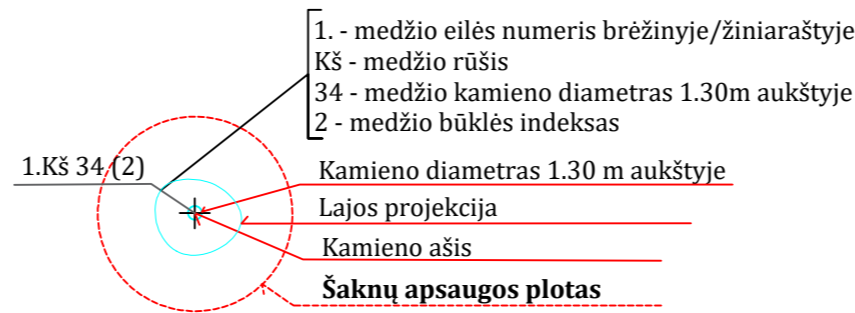 1. - medžio eilės numeris brėžinyje/žiniaraštyje
Kš - medžio rūšis
34 - medžio kamieno diametras 1.30m aukštyje
2 - medžio būklės indeksas
1.Kš 34 (2)
Kamieno diametras 1.30 m aukštyje
Lajos projekcija
Kamieno ašis
Šaknų apsaugos plotas